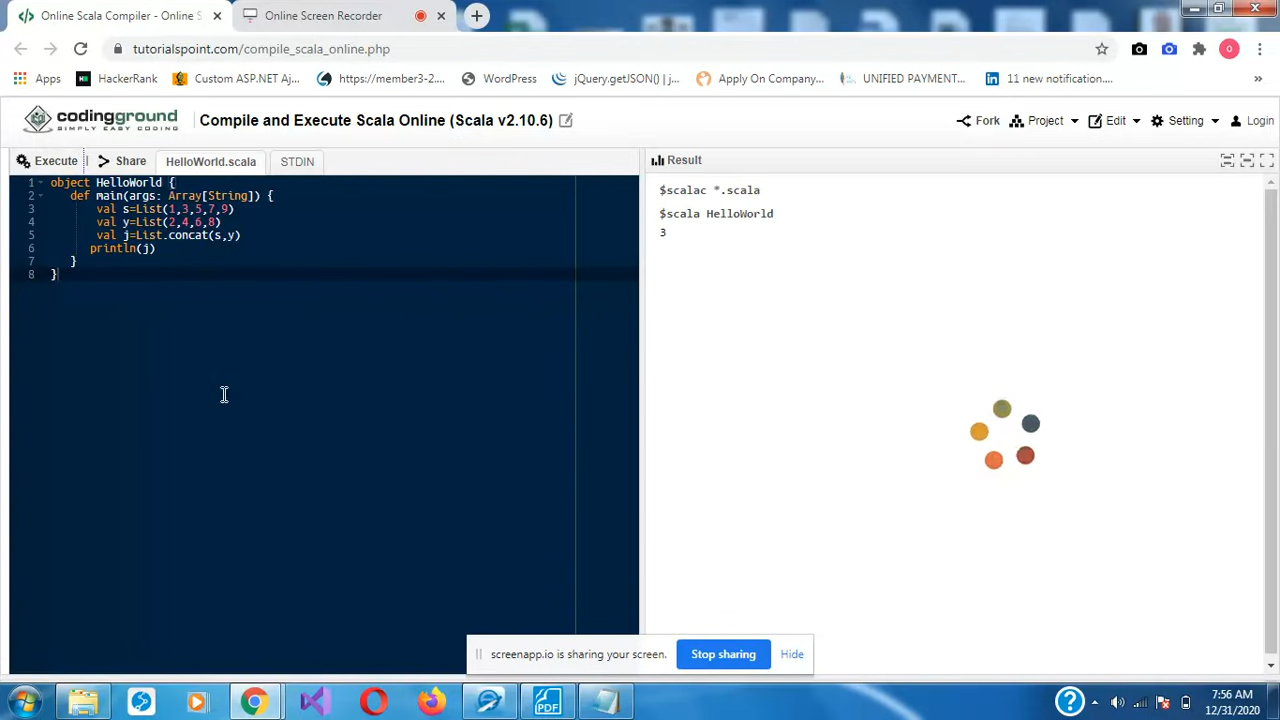 Online Scala Compiler - Online S
Online Screen Recorder
tutorialspoint.com/compile_scala_online.php
Apps
HackerRank
Custom ASP.NET Aj...
https://member3-2....
WordPress
jQuery.getJSON() | j...
Apply On Company...
UNIFIED PAYMENT...
11 new notification....
»
codingground
SIMPLY EASY CODING
Compile and Execute Scala Online (Scala v2.10.6)
Fork
Project
Edit
Setting
Login
Execute
Share
HelloWorld.scala
STDIN
Result
1 object HelloWorld {
2 def main(args: Array[String]) {
3 val s=List(1,3,5,7,9)
4 val y=List(2,4,6,8)
5 val j=List.concat(s,y)
6 println(j)
7 }
8 }
$scalac *.scala
$scala HelloWorld
3
screenapp.io is sharing your screen.
Stop sharing
Hide
7:56 AM
12/31/2020